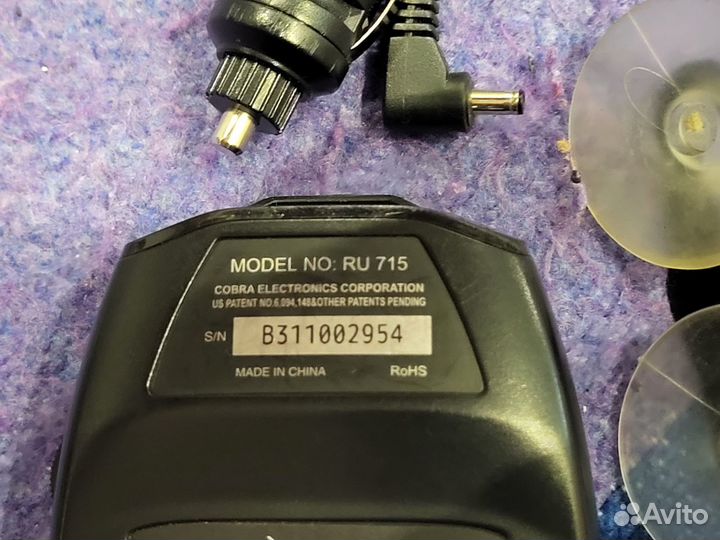 MODEL NO: RU 715
COBRA ELECTRONICS CORPORATION
US PATENT NO.6,094,148&OTHER PATENTS PENDING
S/N B311002954
MADE IN CHINA RoHS
Avito